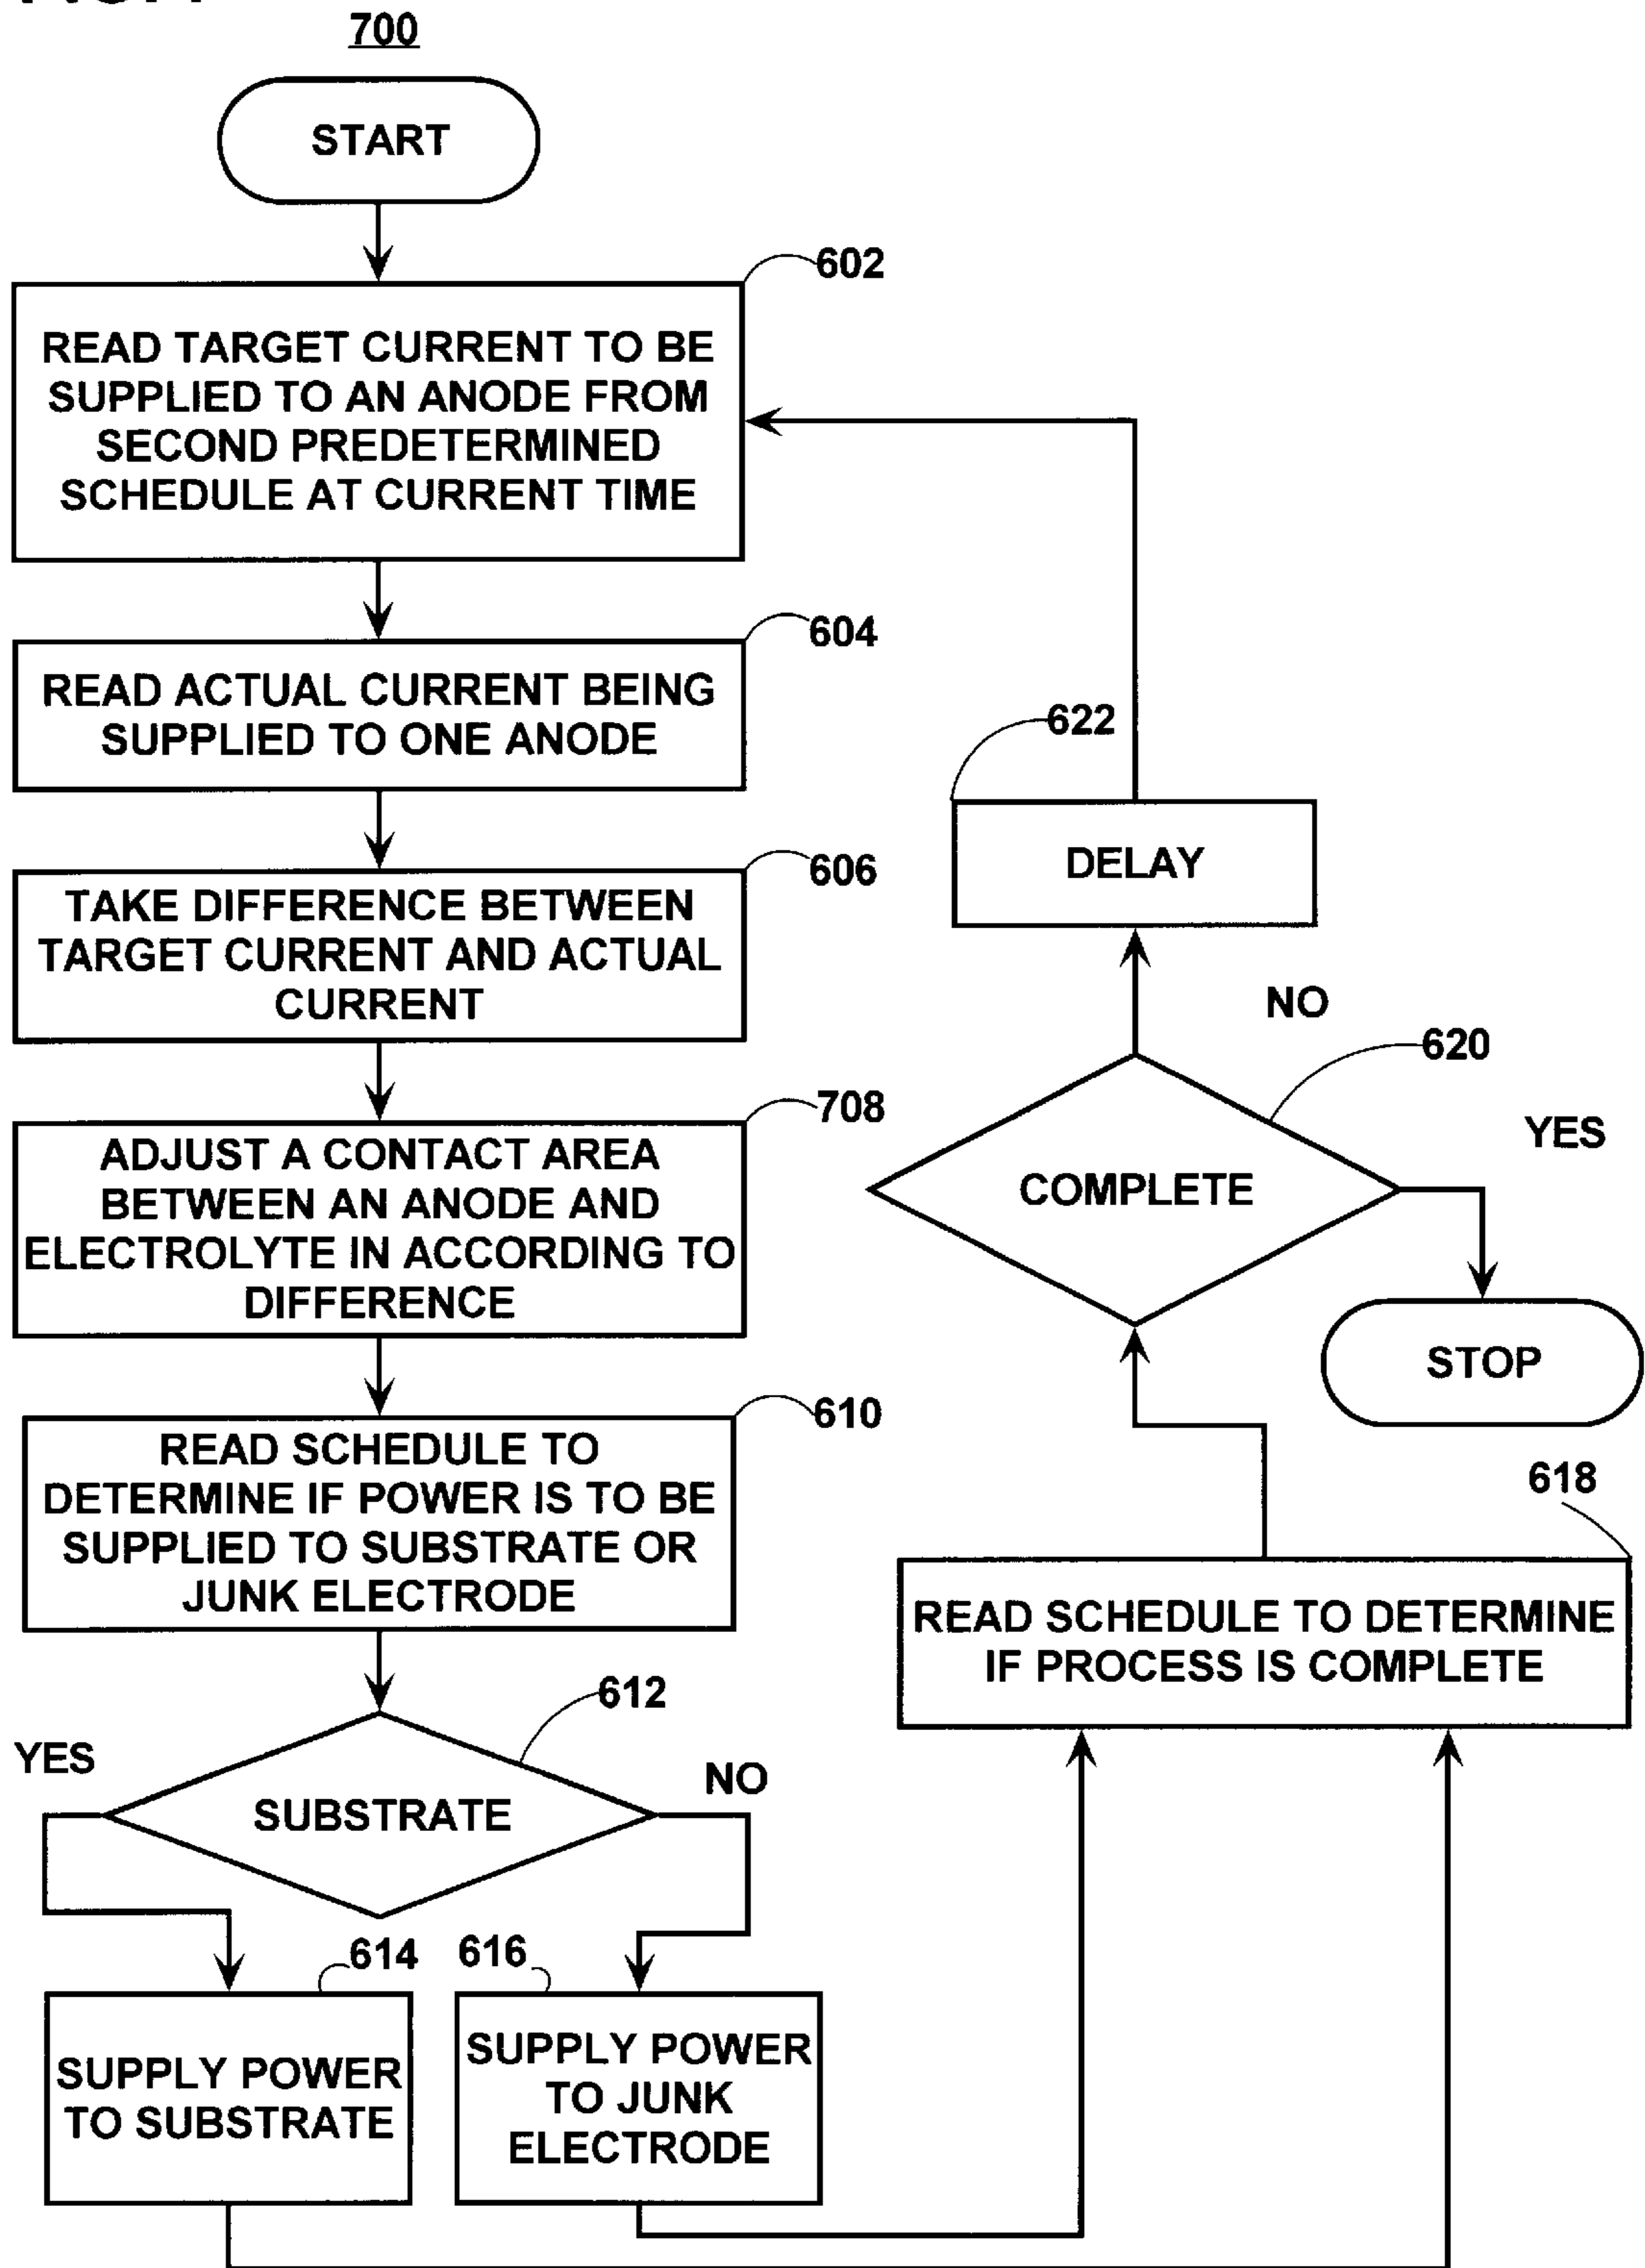 700
START
602
READ TARGET CURRENT TO BE
SUPPLIED TO AN ANODE FROM
SECOND PREDETERMINED
SCHEDULE AT CURRENT TIME
604
READ ACTUAL CURRENT BEING
SUPPLIED TO ONE ANODE
606
TAKE DIFFERENCE BETWEEN
TARGET CURRENT AND ACTUAL
CURRENT
708
ADJUST A CONTACT AREA
BETWEEN AN ANODE AND
ELECTROLYTE IN ACCORDING TO
DIFFERENCE
610
READ SCHEDULE TO
DETERMINE IF POWER IS TO BE
SUPPLIED TO SUBSTRATE OR
JUNK ELECTRODE
612
YES
NO
SUBSTRATE
614
SUPPLY POWER
TO SUBSTRATE
616
SUPPLY POWER
TO JUNK
ELECTRODE
618
READ SCHEDULE TO DETERMINE
IF PROCESS IS COMPLETE
620
COMPLETE
NO
YES
STOP
622
DELAY